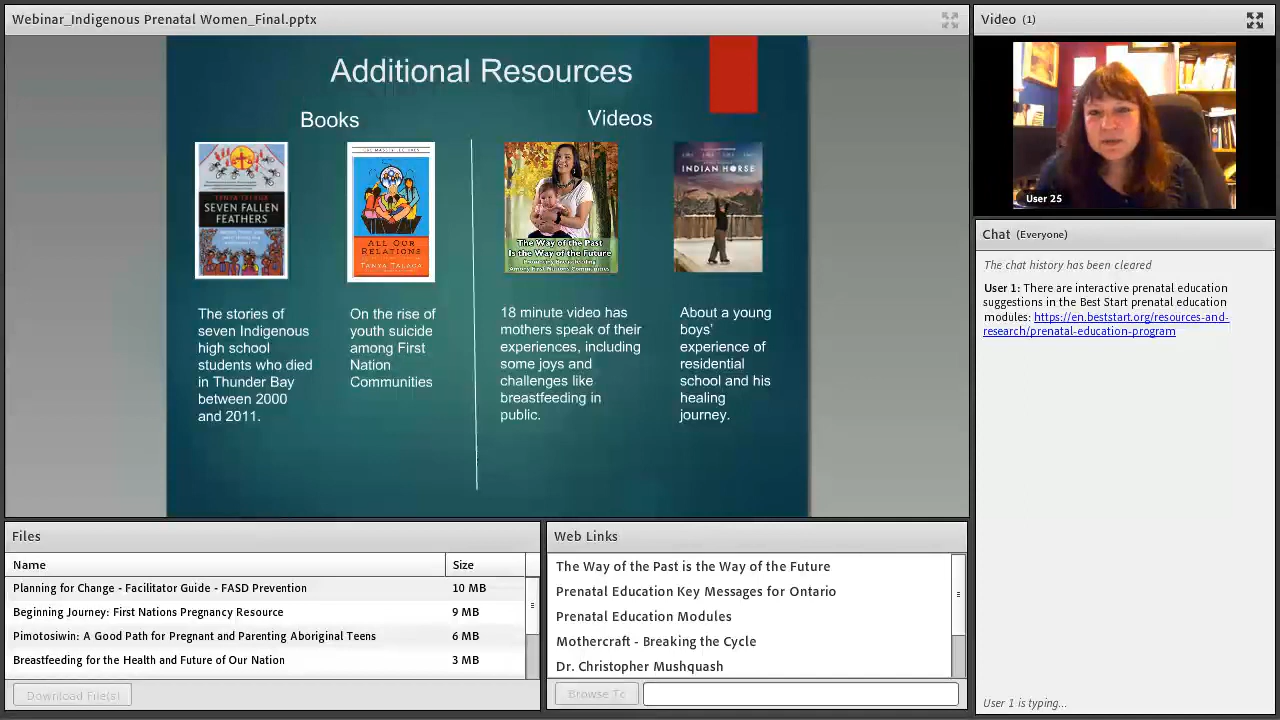 Webinar_Indigenous Prenatal Women_Final.pptx
Additional Resources
Books
Videos
TANYA TALAGA
SEVEN FALLEN
FEATHERS
ALL OUR
RELATIONS
TANYA TALAGA
The Way of the Past
Is the Way of the Future
Promoting Breastfeeding
Among First Nations Communities
INDIAN HORSE
The stories of
seven Indigenous
high school
students who died
in Thunder Bay
between 2000
and 2011.
On the rise of
youth suicide
among First
Nation
Communities
18 minute video has
mothers speak of their
experiences, including
some joys and
challenges like
breastfeeding in
public.
About a young
boys'
experience of
residential
school and his
healing
journey.
Video (1)
User 25
Chat (Everyone)
The chat history has been cleared
User 1: There are interactive prenatal education
suggestions in the Best Start prenatal education
modules: https://en.beststart.org/resources-and-
research/prenatal-education-program
User 1 is typing...
Files
Name
Size
Planning for Change - Facilitator Guide - FASD Prevention
10 MB
Beginning Journey: First Nations Pregnancy Resource
9 MB
Pimotosiwin: A Good Path for Pregnant and Parenting Aboriginal Teens
6 MB
Breastfeeding for the Health and Future of Our Nation
3 MB
Download File(s)
Web Links
The Way of the Past is the Way of the Future
Prenatal Education Key Messages for Ontario
Prenatal Education Modules
Mothercraft - Breaking the Cycle
Dr. Christopher Mushquash
Browse To